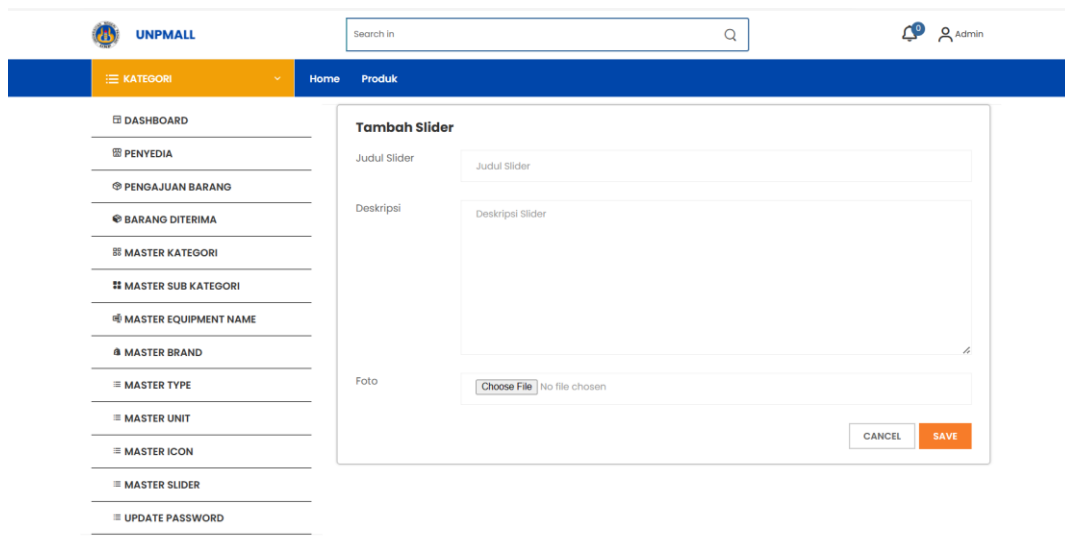 UNPMALL
Search in
0
Admin
KATEGORI
Home Produk
DASHBOARD
PENYEDIA
PENGAJUAN BARANG
BARANG DITERIMA
MASTER KATEGORI
MASTER SUB KATEGORI
MASTER EQUIPMENT NAME
MASTER BRAND
MASTER TYPE
MASTER UNIT
MASTER ICON
MASTER SLIDER
UPDATE PASSWORD
Tambah Slider
Judul Slider
Judul Slider
Deskripsi
Deskripsi Slider
Foto
Choose File No file chosen
CANCEL SAVE